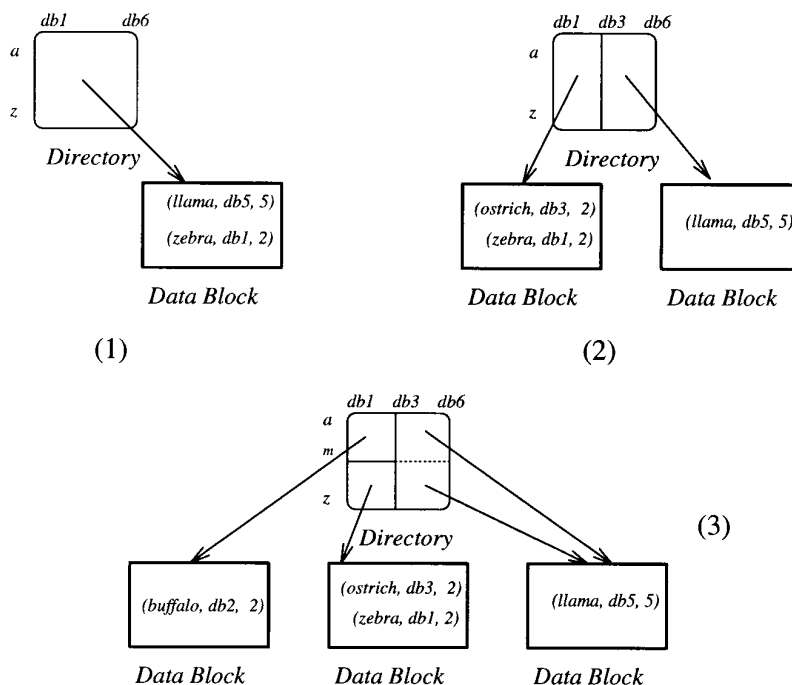 db1 db6
a
z
Directory
(llama, db5, 5)
(zebra, db1, 2)
Data Block
(1)
db1 db3 db6
a
z
Directory
(ostrich, db3, 2)
(zebra, db1, 2)
Data Block
(llama, db5, 5)
Data Block
(2)
db1 db3 db6
a
m
z
Directory
(3)
(buffalo, db2, 2)
Data Block
(ostrich, db3, 2)
(zebra, db1, 2)
Data Block
(llama, db5, 5)
Data Block